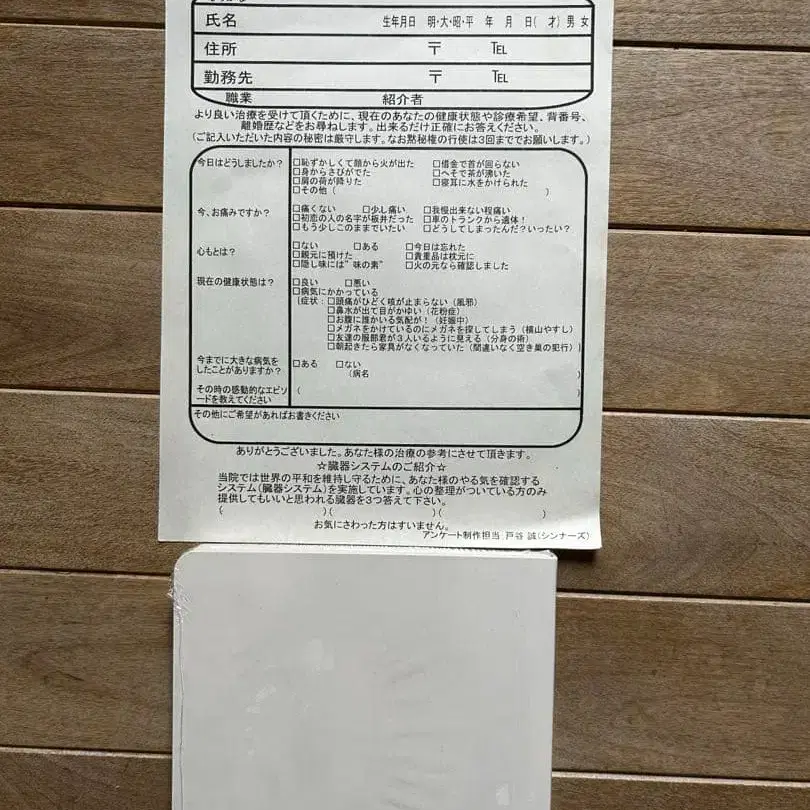 氏名 生年月日 明・大・昭・平 年 月 日( 才) 男 女
住所 〒 TEL
勤務先 〒 TEL
職業 紹介者
より良い治療を受けて頂くために、現在のあなたの健康状態や診療希望、背番号、
離婚歴などをお尋ねします。出来るだけ正確にお答えください。
(ご記入いただいた内容の秘密は厳守します。なお黙秘権の行使は3回まででお願いします。)
今日はどうしましたか? □恥ずかしくて顔から火が出た □借金で首が回らない
□身からさびがでた □へそで茶が沸いた
□肩の荷が降りた □寝耳に水をかけられた
□その他( )
今、お痛みですか? □痛くない □少し痛い □我慢出来ない程痛い
□初恋の人の名字が板井だった □車のトランクから遺体!
□もう少しこのままでいたい □どうしてしまったんだ?いったい?
心もとは? □ない □ある □今日は忘れた
□親元に預けた □貴重品は枕元に
□隠し味には"味の素" □火の元なら確認しました
現在の健康状態は? □良い □悪い
□病気にかかっている
(症状:□頭痛がひどく咳が止まらない(風邪)
□鼻水が出て目がかゆい(花粉症)
□お腹に誰かいる気配が!(妊娠中)
□メガネをかけているのにメガネを探してしまう(横山やすし)
□友達の服部君が3人いるように見える(分身の術)
□朝起きたら家具がなくなっていた(間違いなく空き巣の犯行))
今までに大きな病気を
したことがありますか? □ある □ない
(病名 )
その時の感動的なエピソ
ードを教えてください (
その他にご希望があればお書きください
ありがとうございました。あなた様の治療の参考にさせて頂きます。
☆臓器システムのご紹介☆
当院では世界の平和を維持し守るために、あなた様のやる気を確認する
システム(臓器システム)を実施しています。心の整理がついている方のみ
提供してもいいと思われる臓器を3つ答えて下さい。
( )( )( )
お気にさわった方はすいません。
アンケート制作担当 戸谷 誠(シンナーズ)